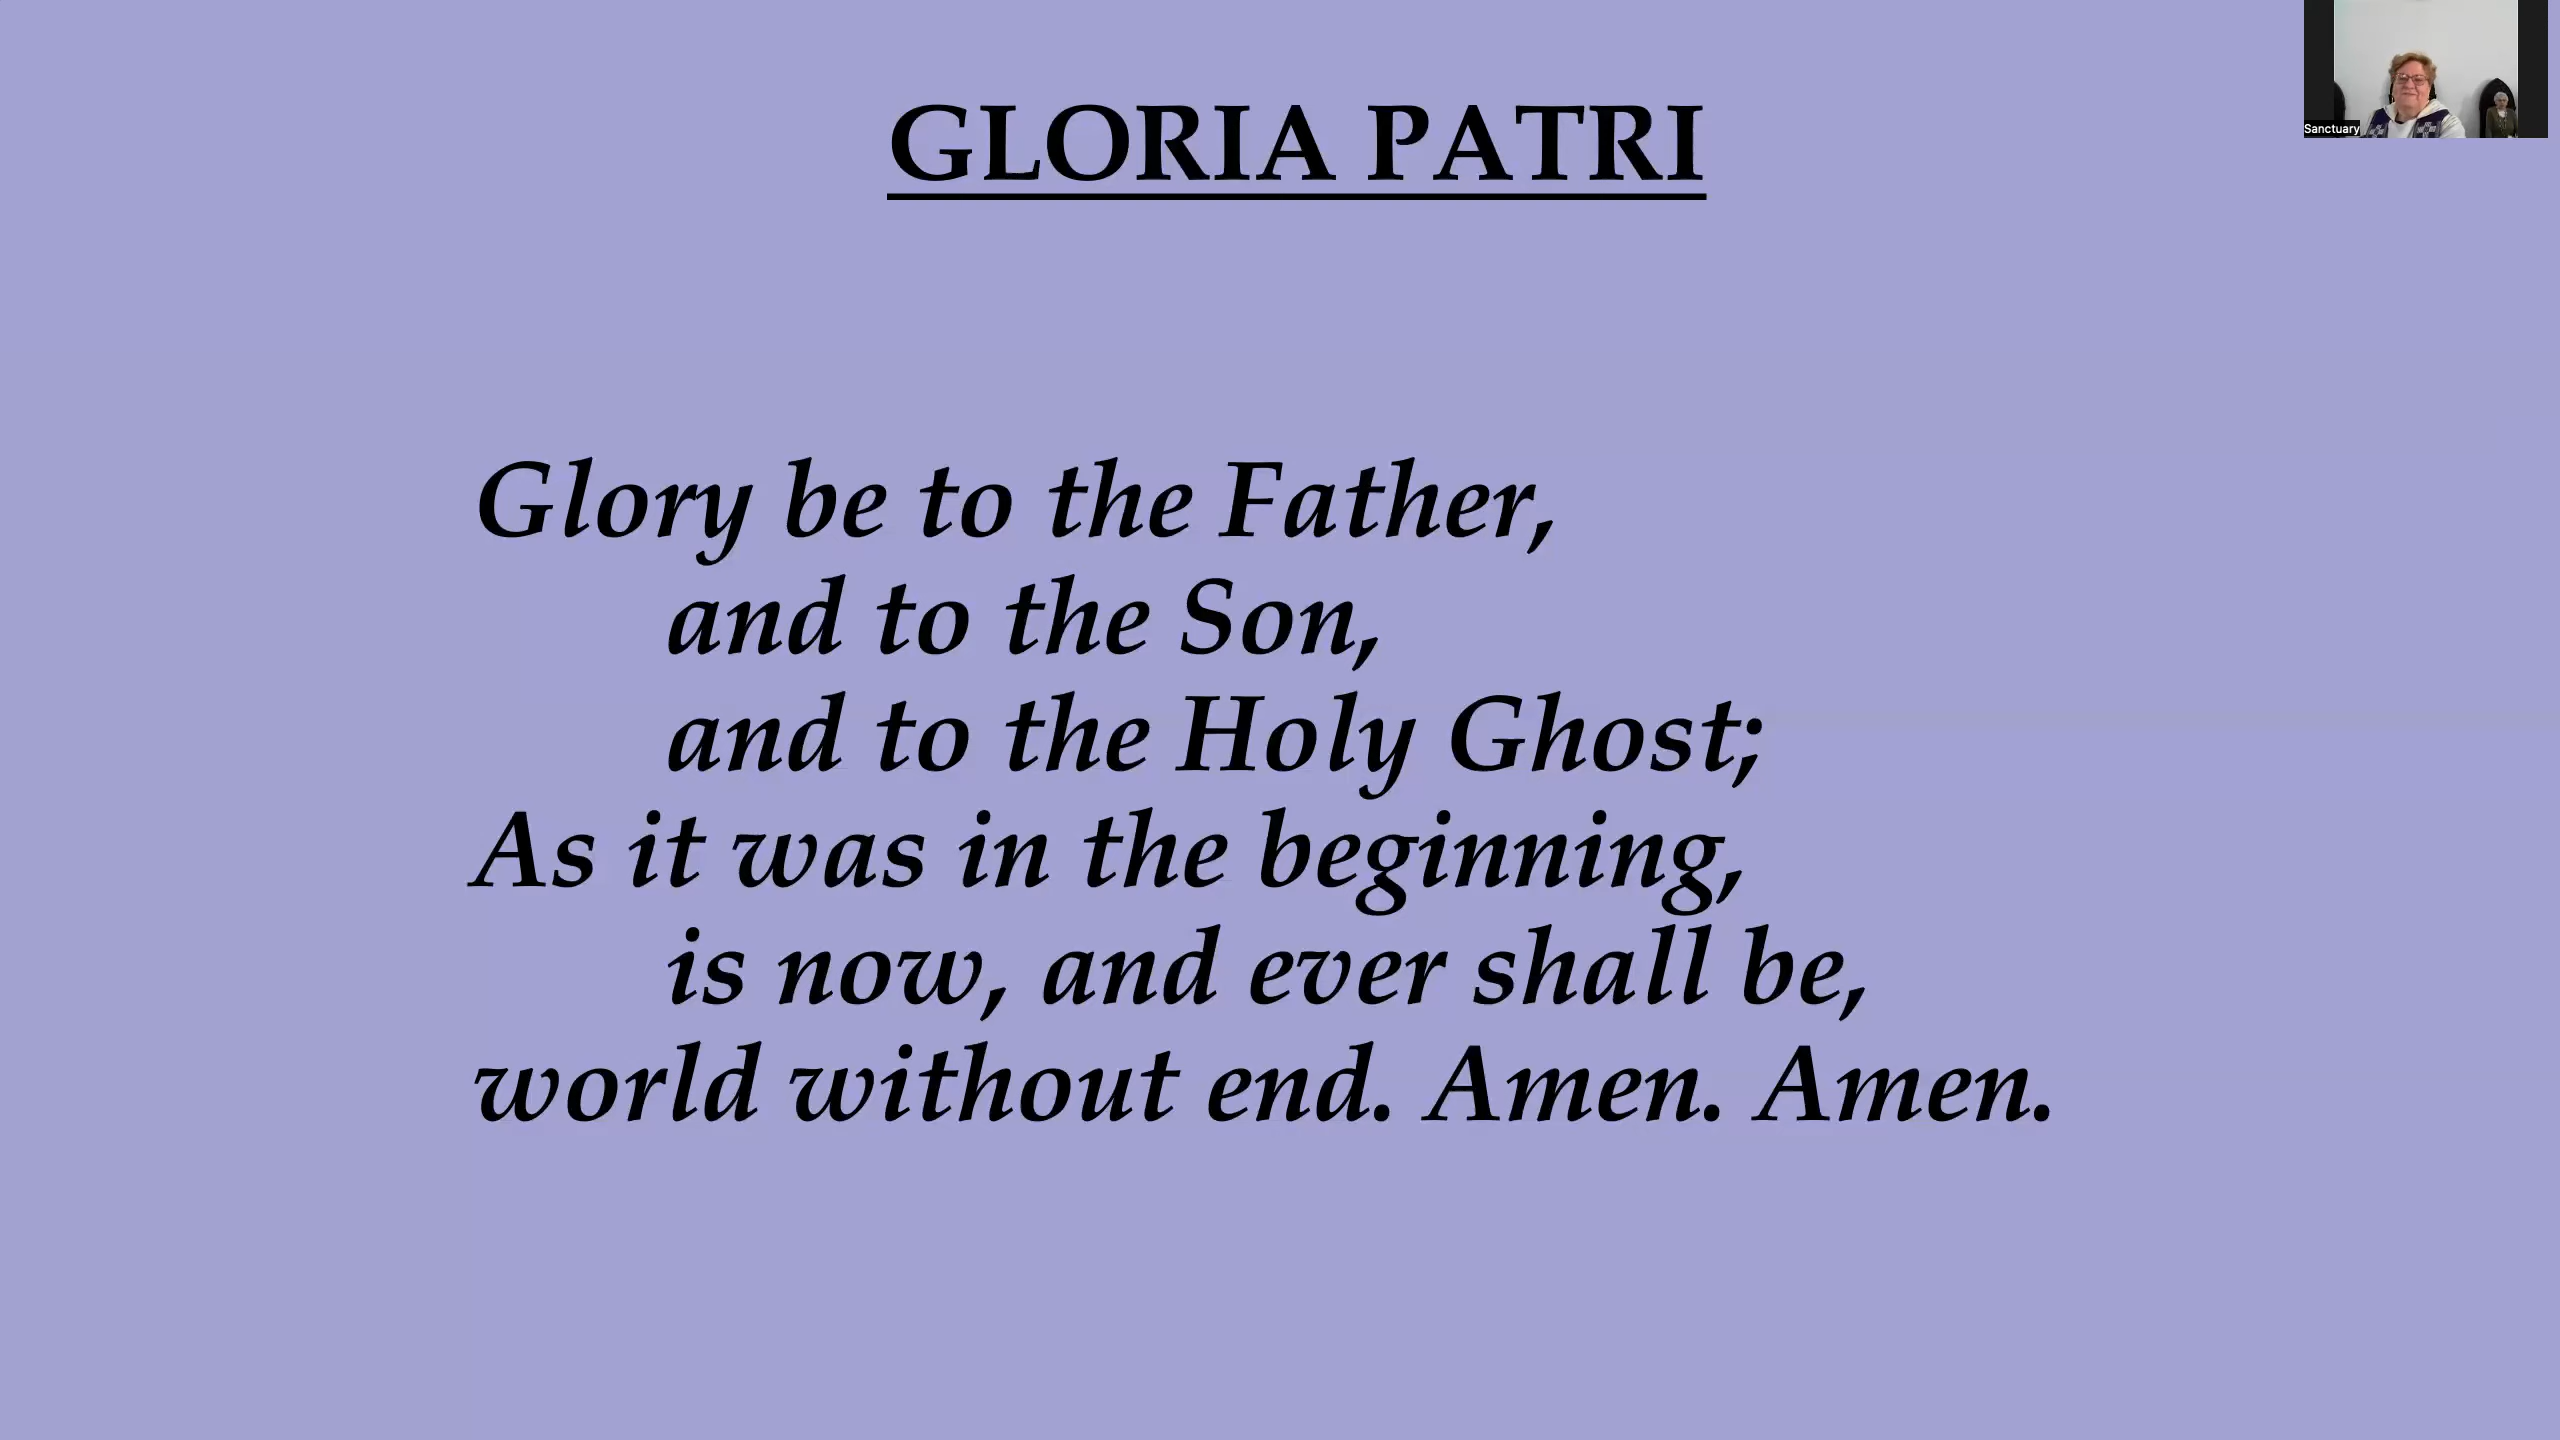 GLORIA PATRI
Sanctuary
Glory be to the Father,
and to the Son,
and to the Holy Ghost;
As it was in the beginning,
is now, and ever shall be,
world without end. Amen. Amen.